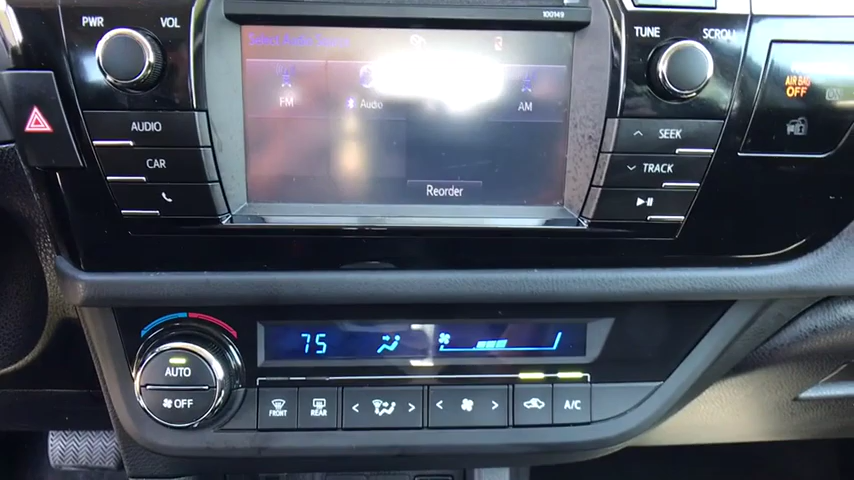 PWR VOL
100149
TUNE SCROLL
Select Audio Source
FM
Audio
AM
Reorder
AUDIO
CAR
SEEK
TRACK
AIR BAG
OFF
75
AUTO
OFF
FRONT
REAR
A/C